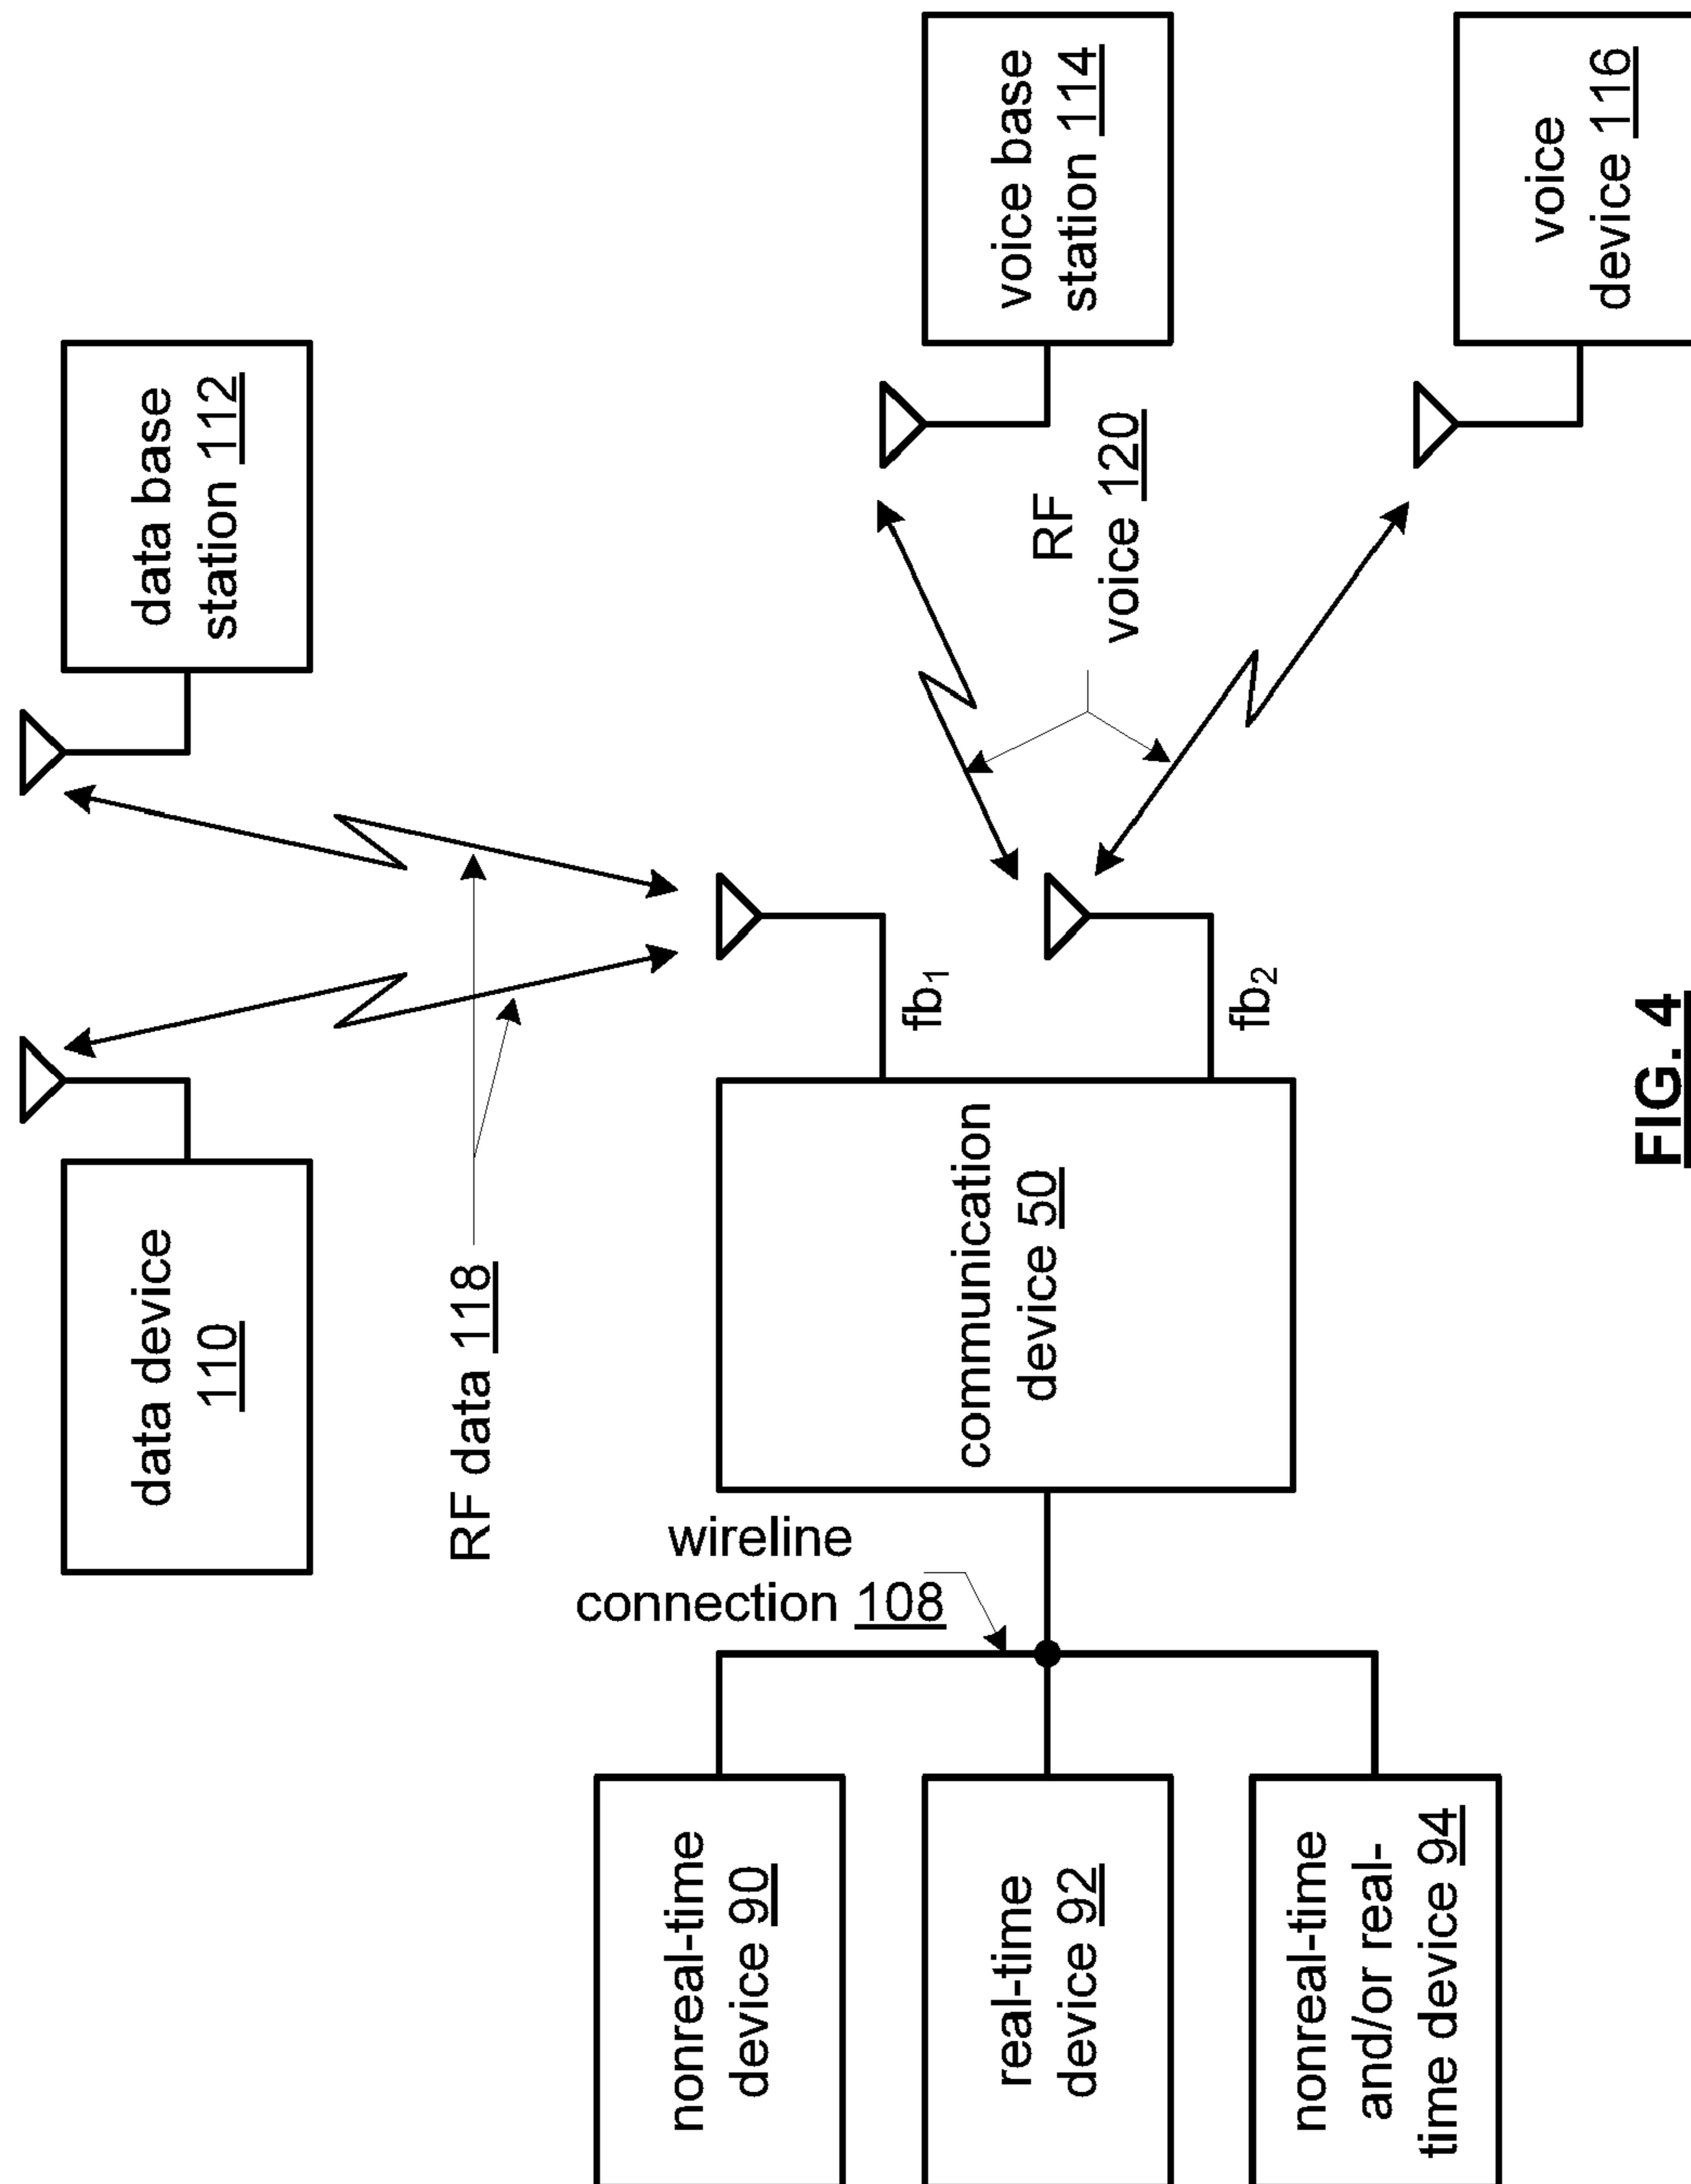 data device
110
data base
station 112
RF data 118
wireline
connection 108
nonreal-time
device 90
real-time
device 92
nonreal-time
and/or real-
time device 94
communication
device 50
fb1
fb2
RF
voice 120
voice base
station 114
voice
device 116
FIG. 4